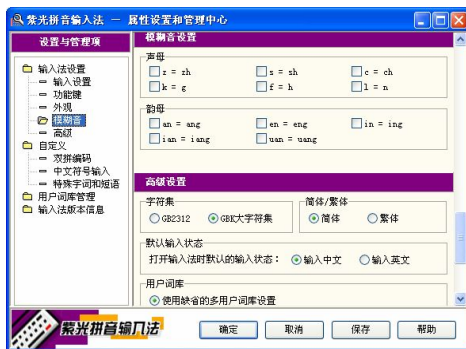 紫光拼音输入法 — 属性设置和管理中心
设置与管理项
输入法设置
输入设置
功能键
外观
模糊音
高级
自定义
双拼编码
中文符号输入
特殊字词和短语
用户词库管理
输入法版本信息
模糊音设置
声母
z = zh
s = sh
c = ch
k = g
f = h
l = n
韵母
an = ang
en = eng
in = ing
ian = iang
uan = uang
高级设置
字符集
GB2312
GBK大字符集
简体/繁体
简体
繁体
默认输入状态
打开输入法时默认的输入状态：
输入中文
输入英文
用户词库
使用缺省的多用户词库设置
紫光拼音输入法
确定
取消
保存
帮助